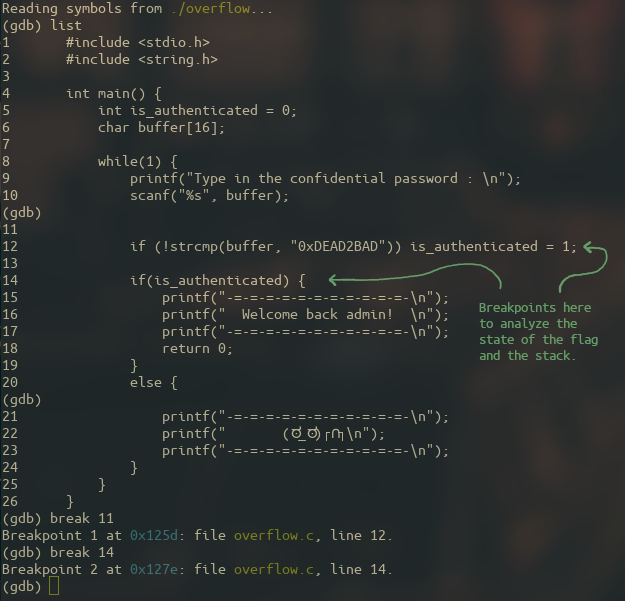 Reading symbols from ./overflow...
(gdb) list
1       #include <stdio.h>
2       #include <string.h>
3
4       int main() {
5           int is_authenticated = 0;
6           char buffer[16];
7
8           while(1) {
9               printf("Type in the confidential password : \n");
10              scanf("%s", buffer);
(gdb)
11
12              if (!strcmp(buffer, "0xDEAD2BAD")) is_authenticated = 1;
13
14              if(is_authenticated) {
15                  printf("-=-=-=-=-=-=-=-=-=-=-=-\n");
16                  printf("  Welcome back admin!  \n");
17                  printf("-=-=-=-=-=-=-=-=-=-=-=-\n");
18                  return 0;
19              }
20              else {
(gdb)
21                  printf("-=-=-=-=-=-=-=-=-=-=-=-\n");
22                  printf("       (ಠ_ಠ)┌∩┐\n");
23                  printf("-=-=-=-=-=-=-=-=-=-=-=-\n");
24              }
25          }
26      }
Breakpoints here
to analyze the
state of the flag
and the stack.
(gdb) break 11
Breakpoint 1 at 0x125d: file overflow.c, line 12.
(gdb) break 14
Breakpoint 2 at 0x127e: file overflow.c, line 14.
(gdb)